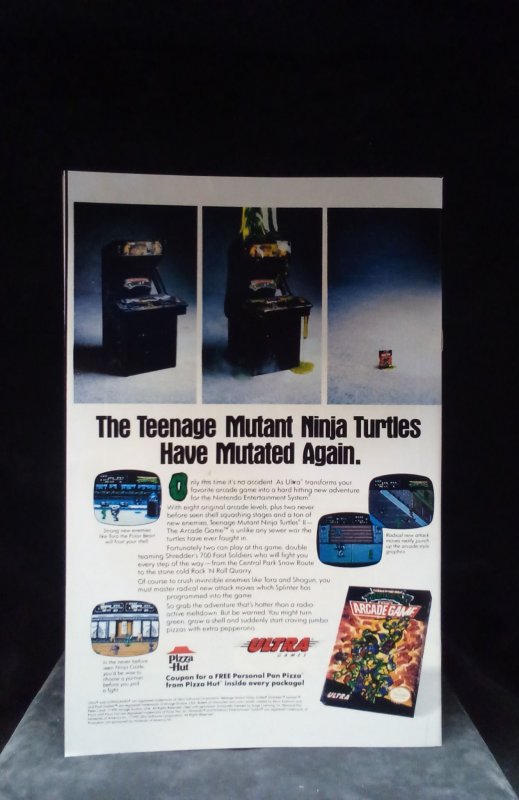 The Teenage Mutant Ninja Turtles
Have Mutated Again.
Only this time it's no accident. As Ultra® transforms your
favorite arcade game into a hard hitting new adventure
for the Nintendo Entertainment System®.
With eight original arcade levels, plus two never
before seen shell squashing stages and a ton of
new enemies, Teenage Mutant Ninja Turtles® II—
The Arcade Game™ is unlike any sewer war the
turtles have ever fought in.
Fortunately two can play at this game, double
teaming Shredder's 700 Foot Soldiers who will fight you
every step of the way—from the Central Park Snow Route
to the stone cold Rock 'N Roll Quarry.
Of course to crush invincible enemies like Tora and Shogun, you
must master radical new attack moves which Splinter has
programmed into the game.
So grab the adventure that's hotter than a radio
active meltdown. But be warned. You might turn
green, grow a shell and suddenly start craving jumbo
pizzas with extra pepperoni.
Strong new enemies
like Tora the Polar Bear
will frost your shell.
Radical new attack
moves really punch
up the arcade style
graphics.
In the never before
seen Ninja Castle,
you'd be wise to
choose a partner
before you pick
a fight.
Pizza
Hut
ULTRA
GAMES
Coupon for a FREE Personal Pan Pizza
from Pizza Hut inside every package!
ARCADE GAME
ULTRA